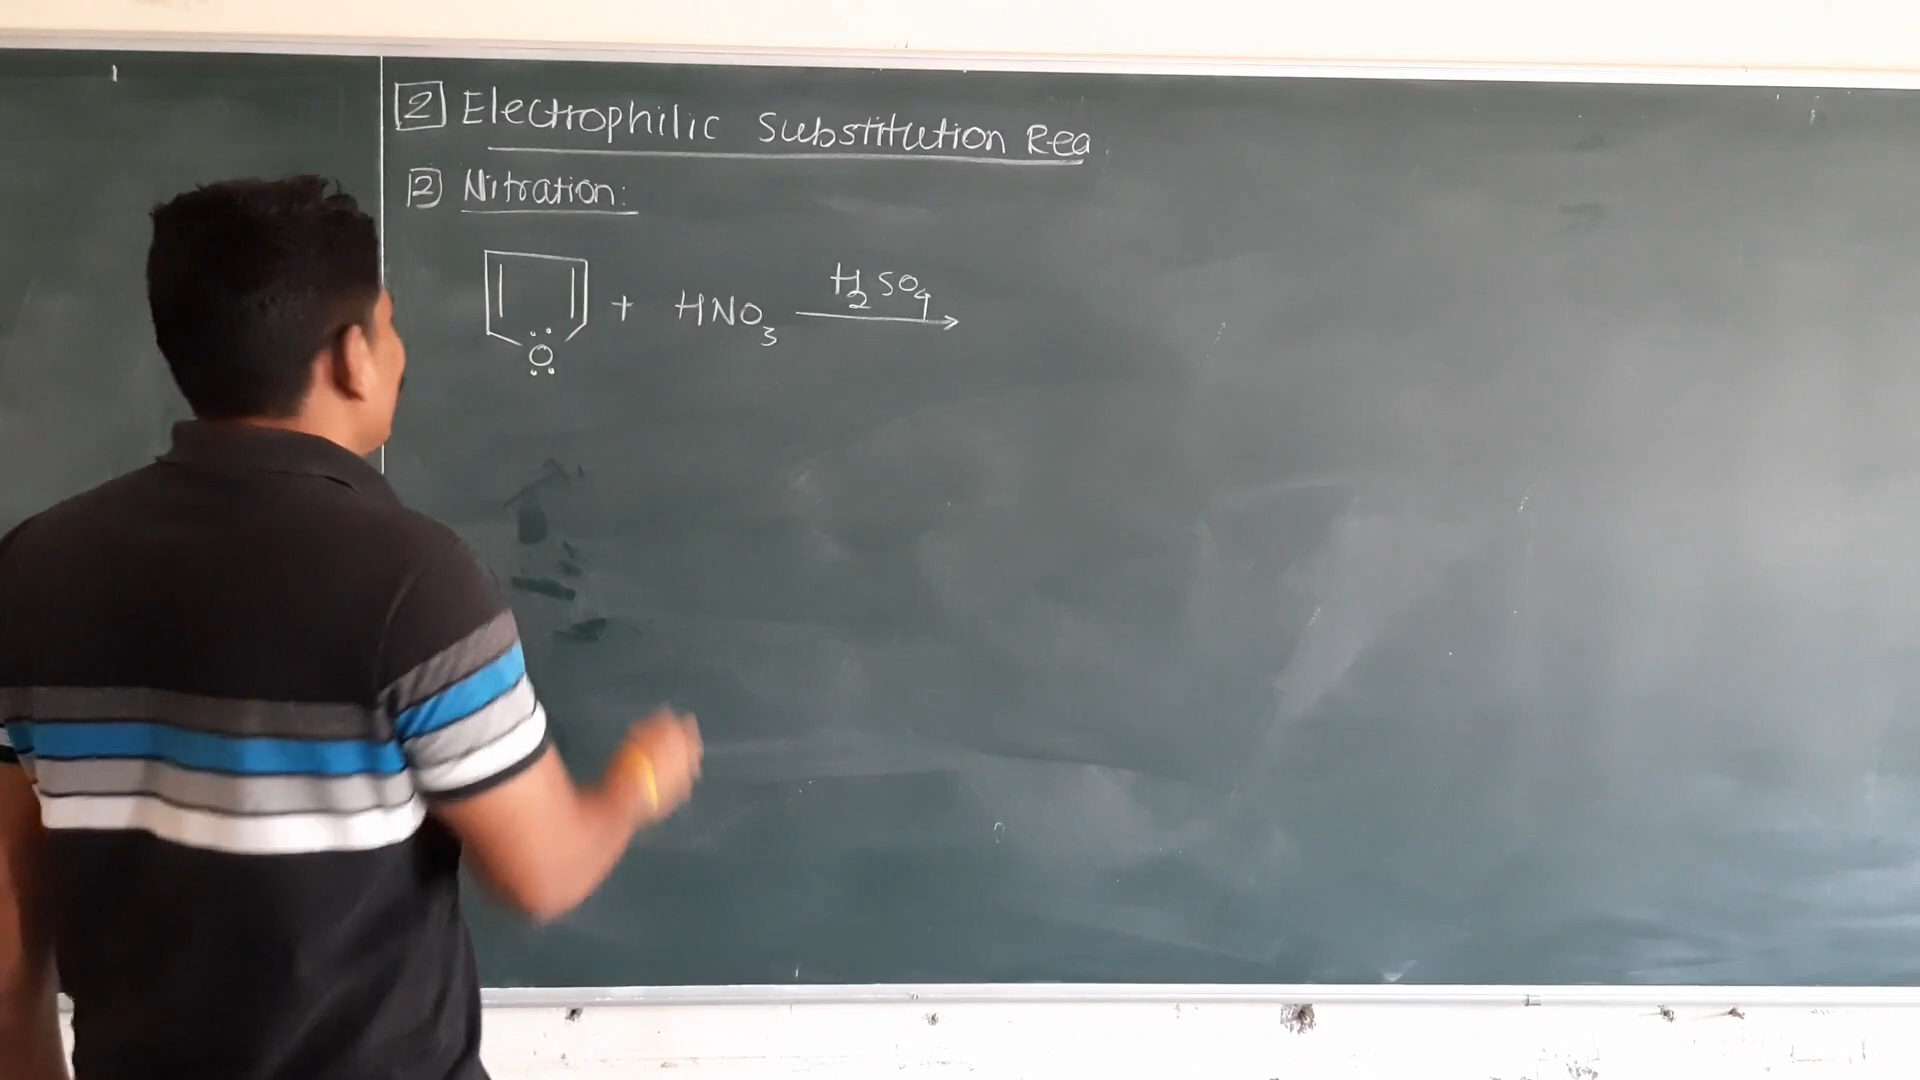 2 Electrophilic Substitution Rea.
2 Nitration:
O + HNO3 H2SO4